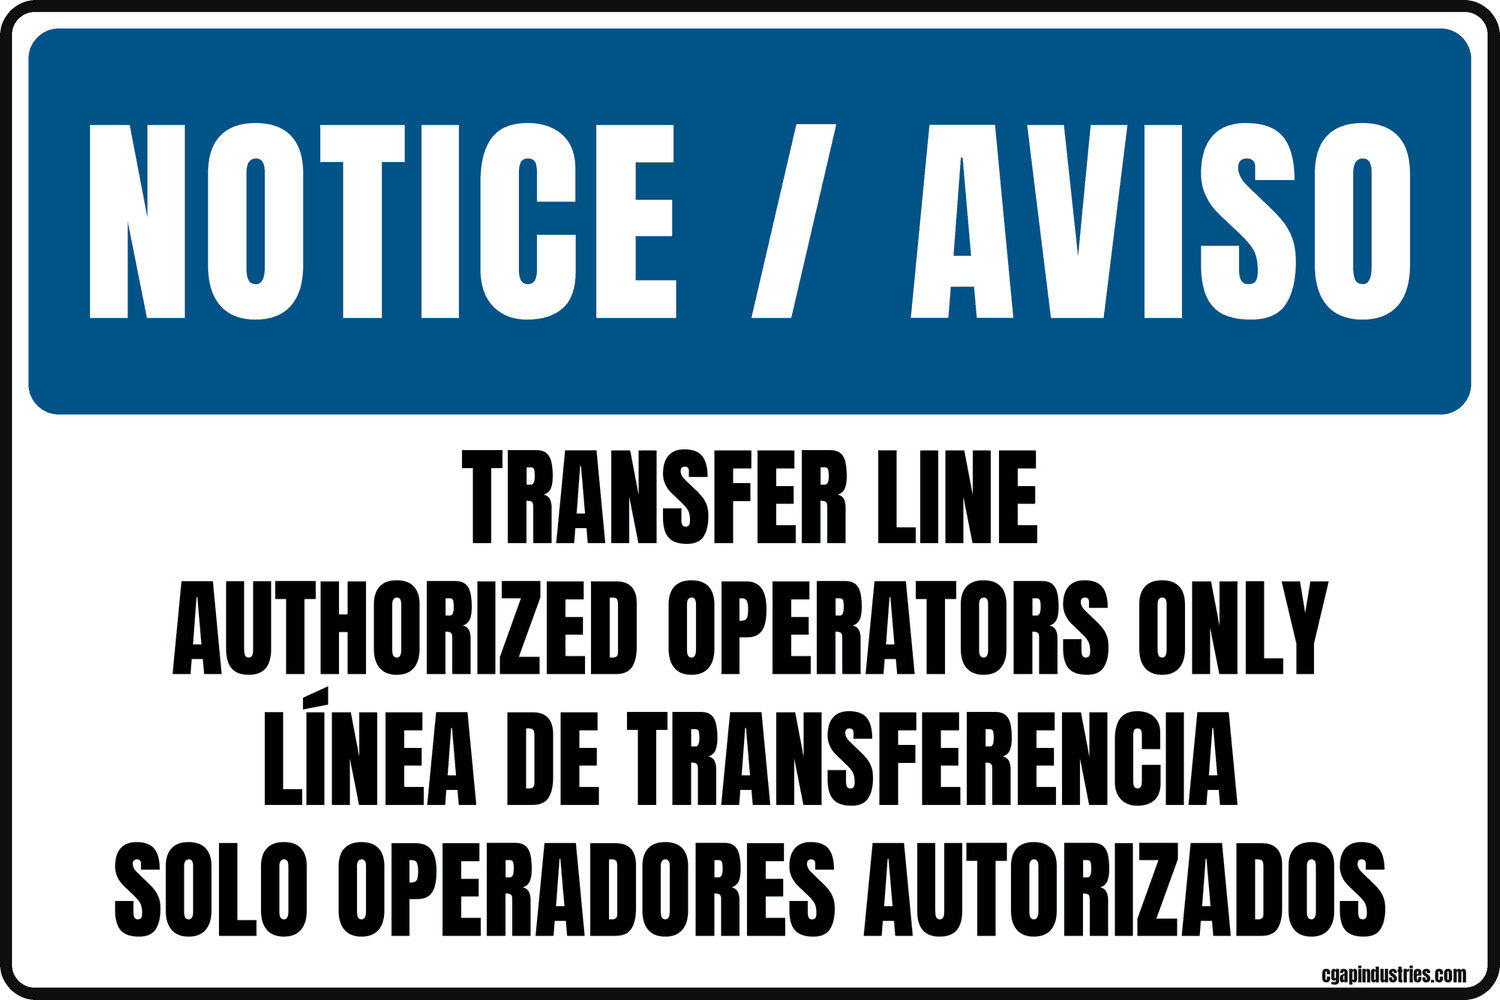 NOTICE / AVISO
TRANSFER LINE
AUTHORIZED OPERATORS ONLY
LÍNEA DE TRANSFERENCIA
SOLO OPERADORES AUTORIZADOS
cgapindustries.com